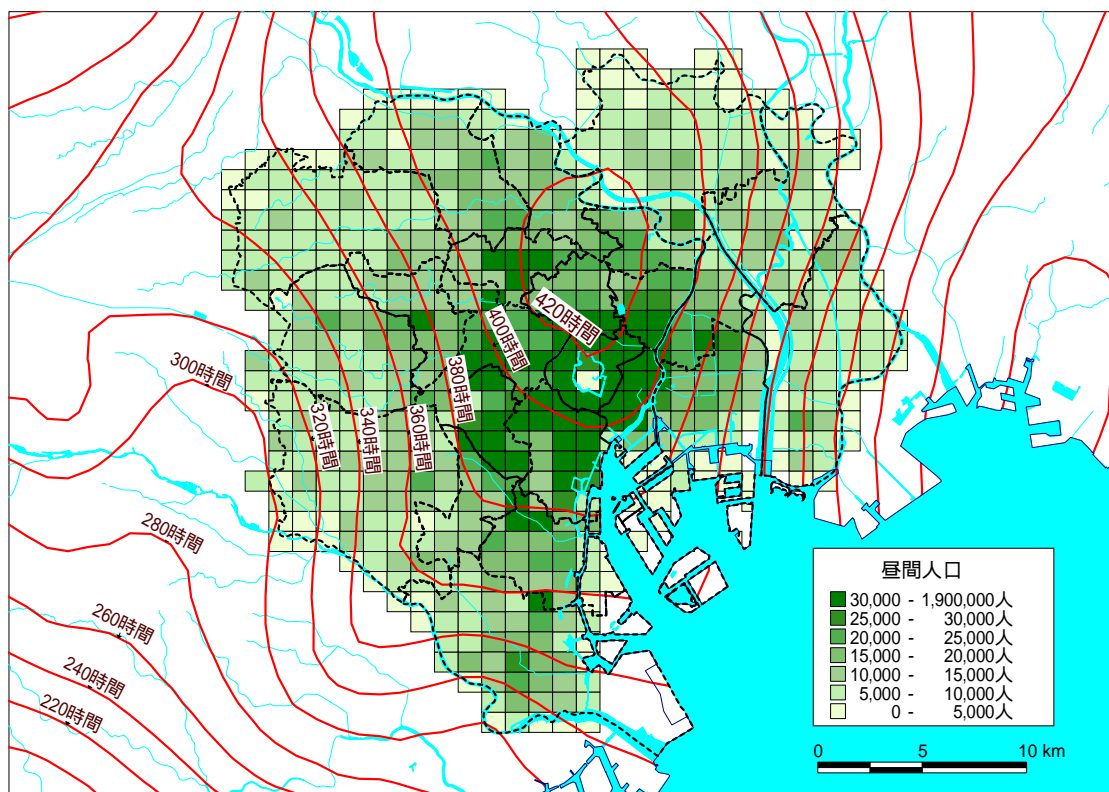 420時間
400時間
380時間
360時間
340時間
320時間
300時間
280時間
260時間
240時間
220時間
昼間人口
30,000 - 1,900,000人
25,000 - 30,000人
20,000 - 25,000人
15,000 - 20,000人
10,000 - 15,000人
5,000 - 10,000人
0 - 5,000人
0 5 10 km